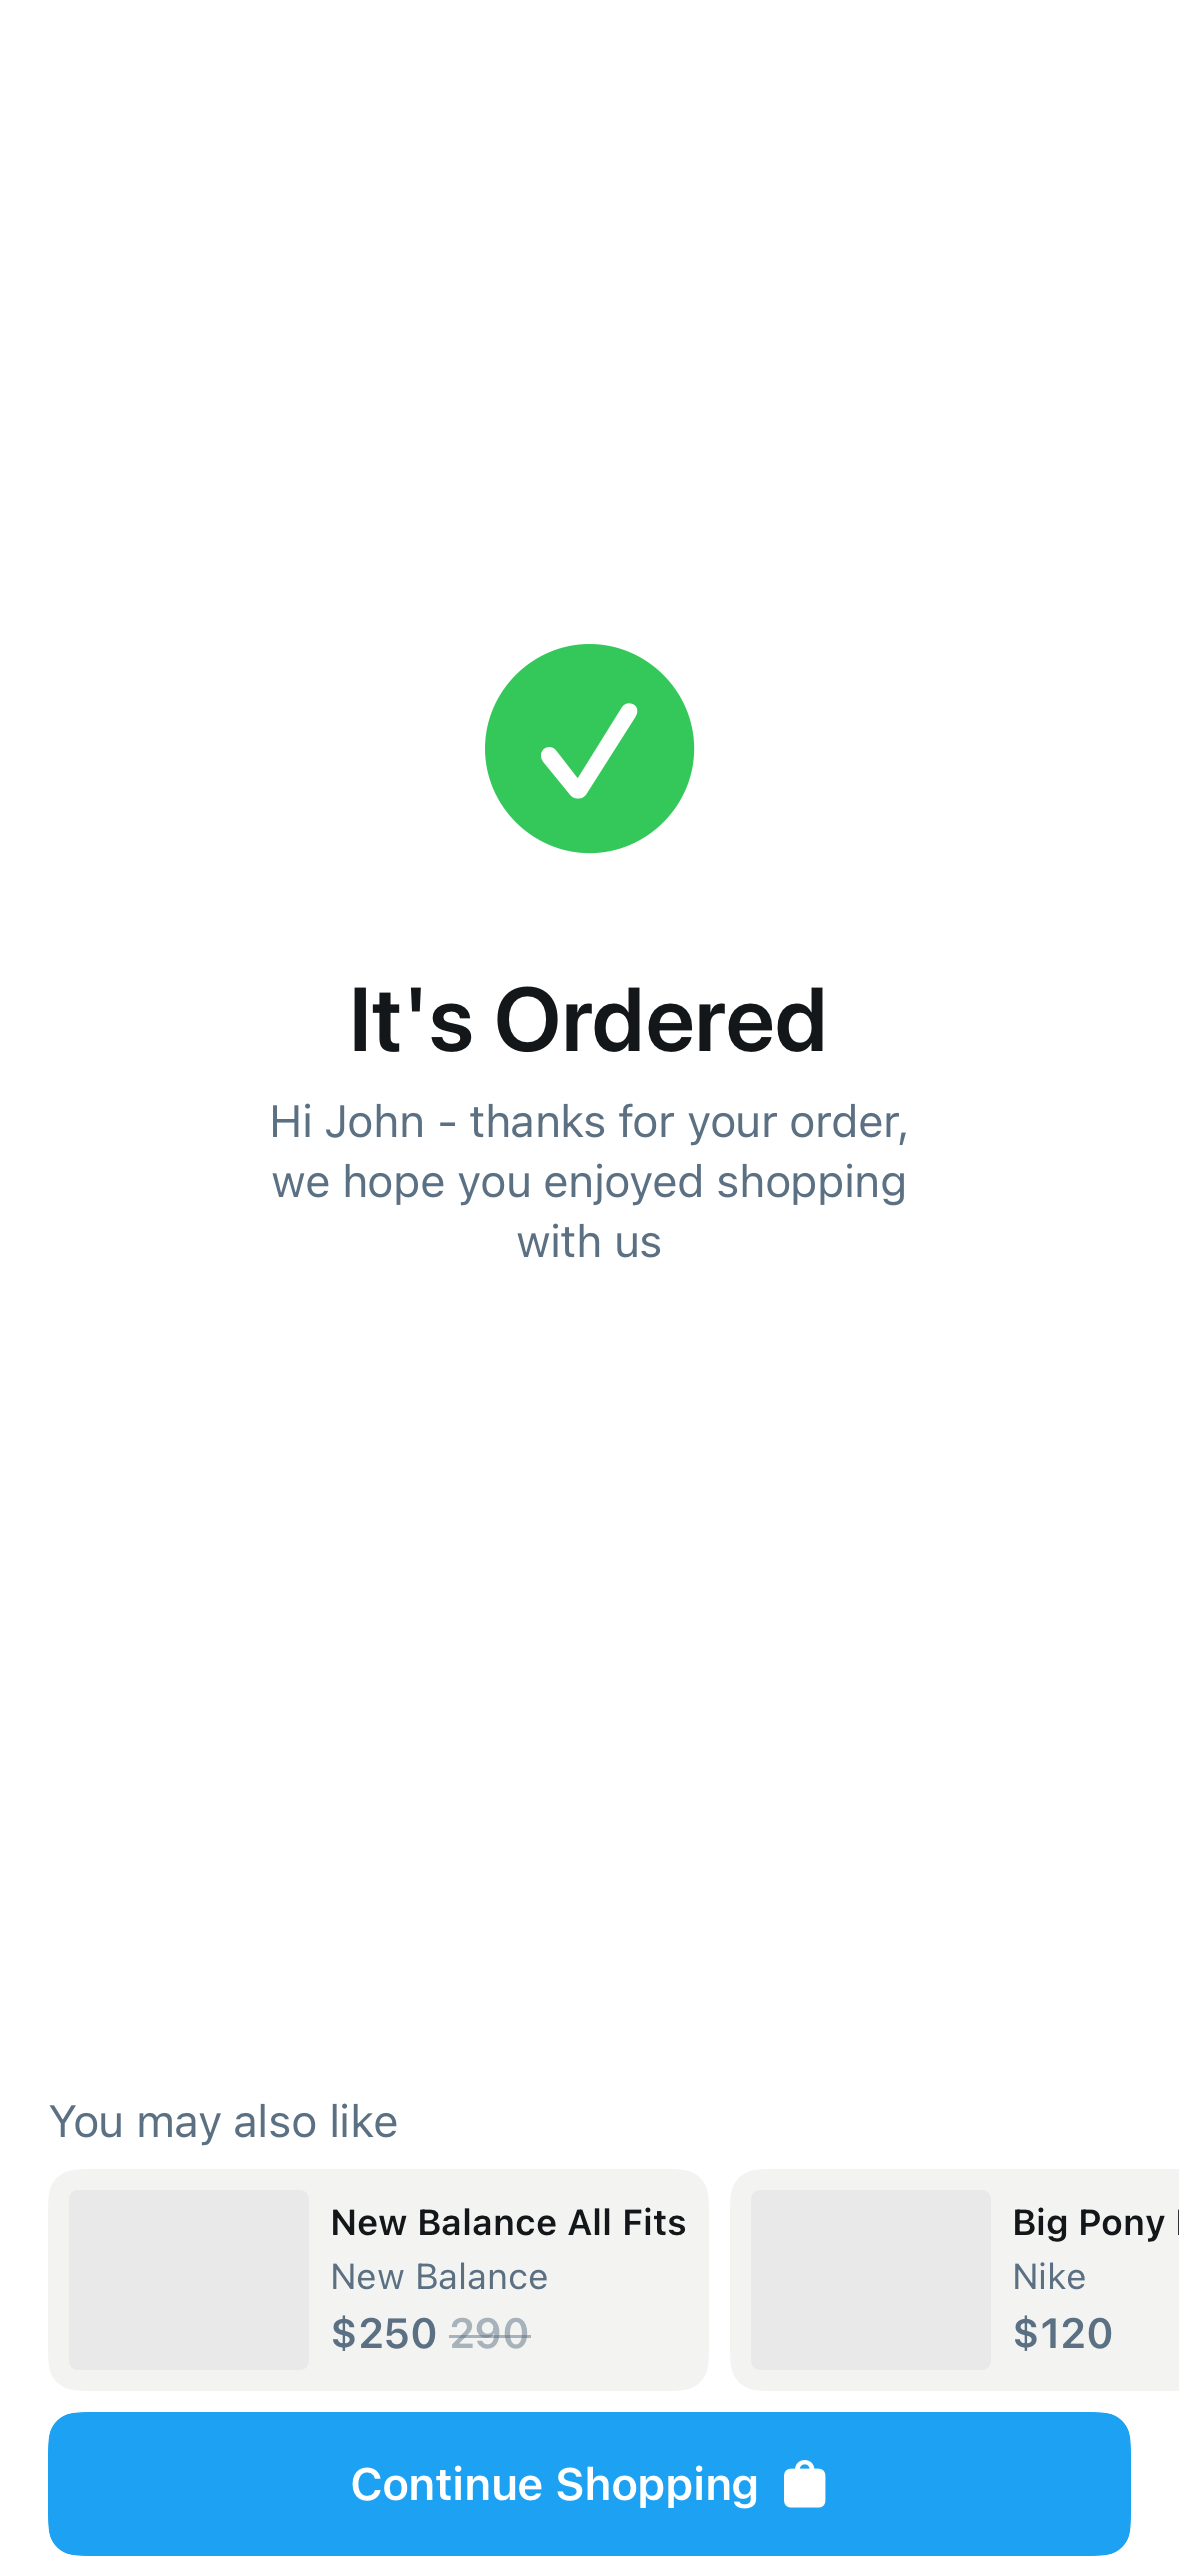 It's Ordered
Hi John - thanks for your order,
we hope you enjoyed shopping
with us
You may also like
New Balance All Fits
New Balance
$250 290
Big Pony
Nike
$120
Continue Shopping